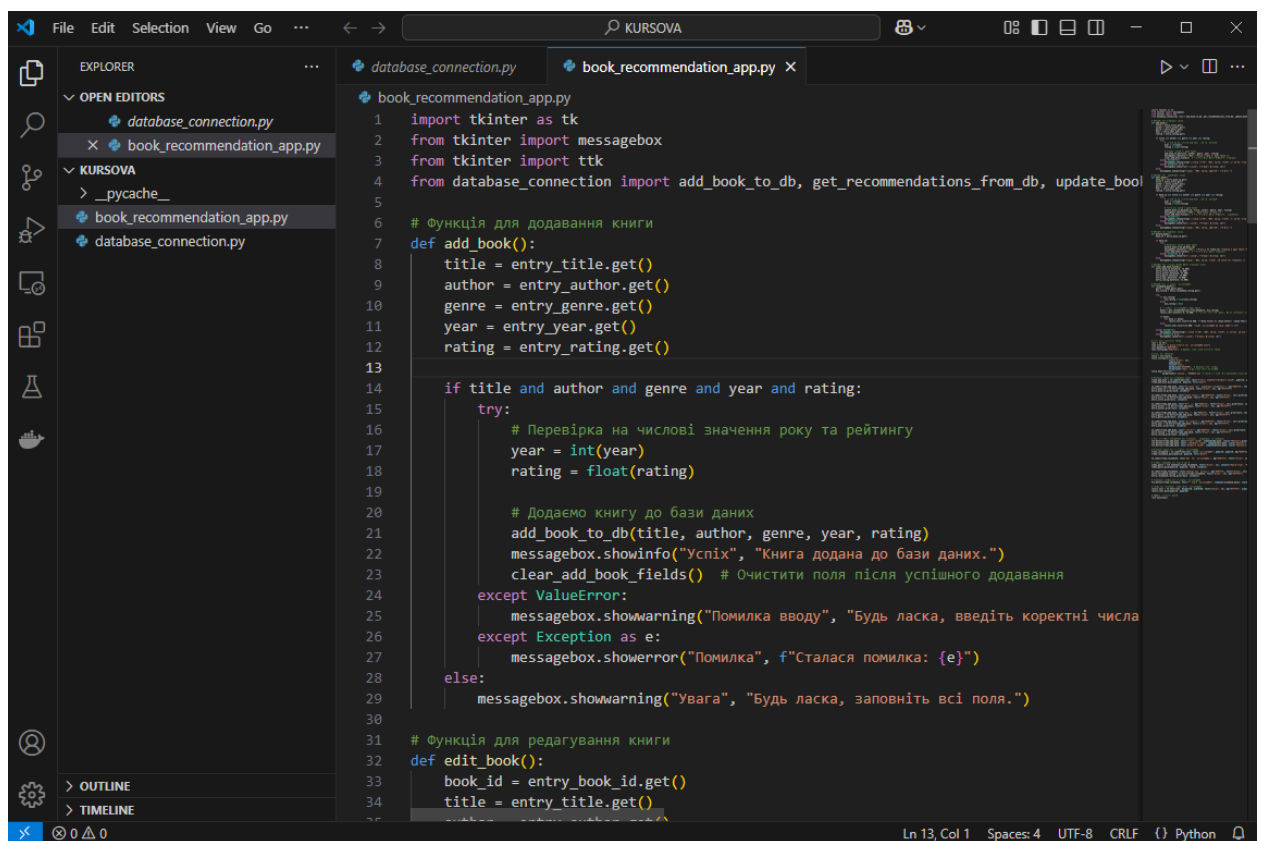 File Edit Selection View Go ··· KURSOVA
EXPLORER ···
OPEN EDITORS
database_connection.py
book_recommendation_app.py
KURSOVA
__pycache__
book_recommendation_app.py
database_connection.py
OUTLINE
TIMELINE
database_connection.py book_recommendation_app.py
book_recommendation_app.py
1 import tkinter as tk
2 from tkinter import messagebox
3 from tkinter import ttk
4 from database_connection import add_book_to_db, get_recommendations_from_db, update_book
5
6 # Функція для додавання книги
7 def add_book():
8 title = entry_title.get()
9 author = entry_author.get()
10 genre = entry_genre.get()
11 year = entry_year.get()
12 rating = entry_rating.get()
13
14 if title and author and genre and year and rating:
15 try:
16 # Перевірка на числові значення року та рейтингу
17 year = int(year)
18 rating = float(rating)
19
20 # Додаємо книгу до бази даних
21 add_book_to_db(title, author, genre, year, rating)
22 messagebox.showinfo("Успіх", "Книга додана до бази даних.")
23 clear_add_book_fields() # Очистити поля після успішного додавання
24 except ValueError:
25 messagebox.showwarning("Помилка вводу", "Будь ласка, введіть коректні числа
26 except Exception as e:
27 messagebox.showerror("Помилка", f"Сталася помилка: {e}")
28 else:
29 messagebox.showwarning("Увага", "Будь ласка, заповніть всі поля.")
30
31 # Функція для редагування книги
32 def edit_book():
33 book_id = entry_book_id.get()
34 title = entry_title.get()
0 0 Ln 13, Col 1 Spaces: 4 UTF-8 CRLF {} Python